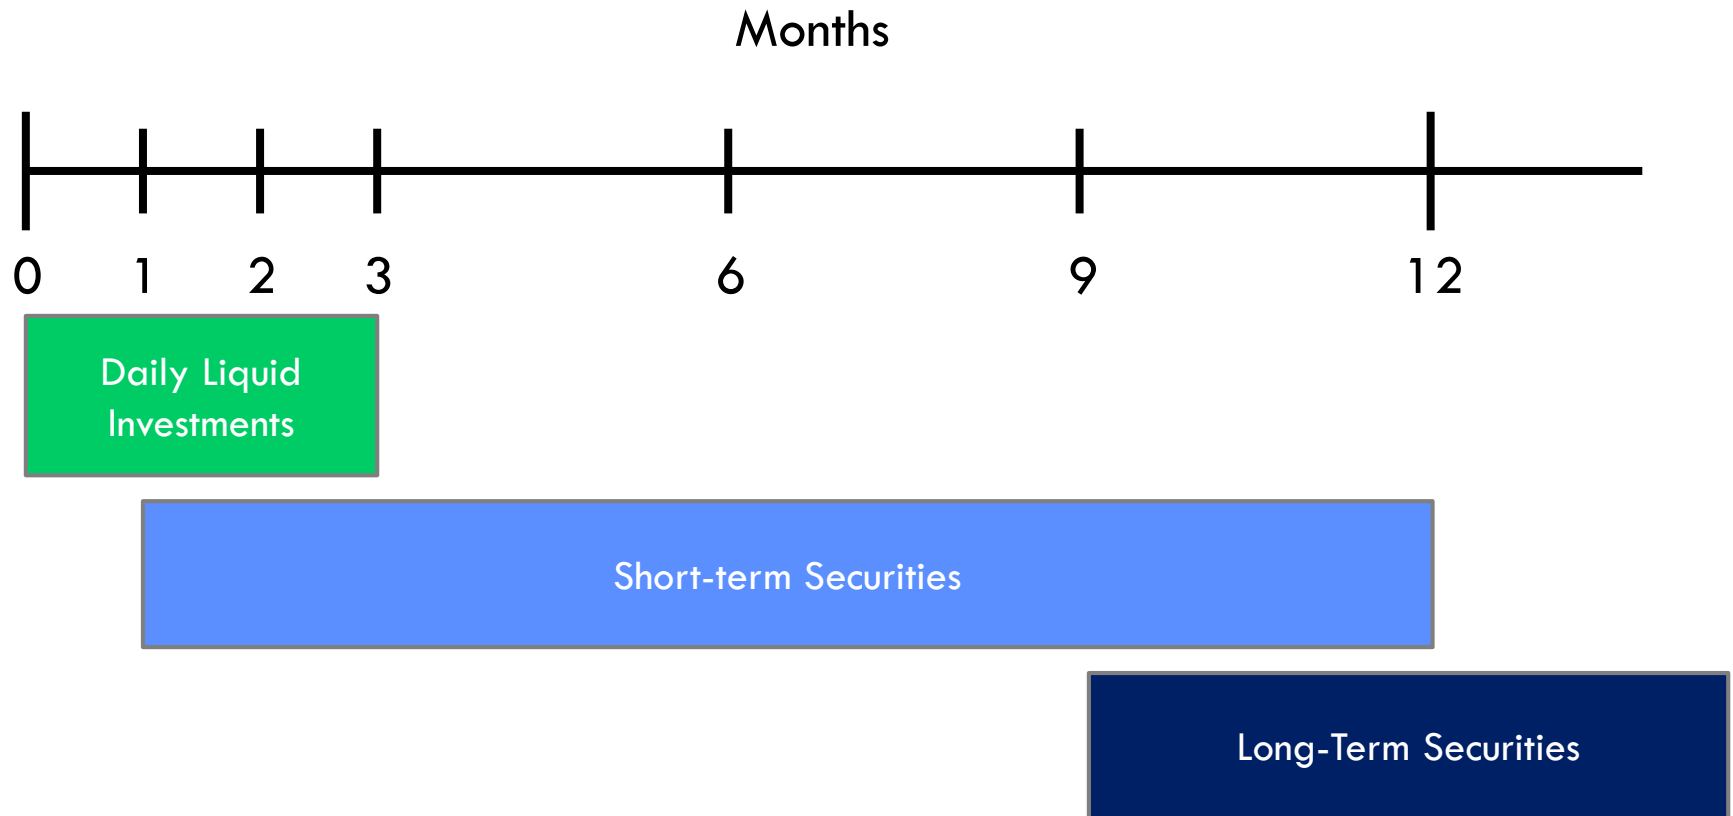 Months
0 1 2 3 6 9 12
Daily Liquid
Investments
Short-term Securities
Long-Term Securities